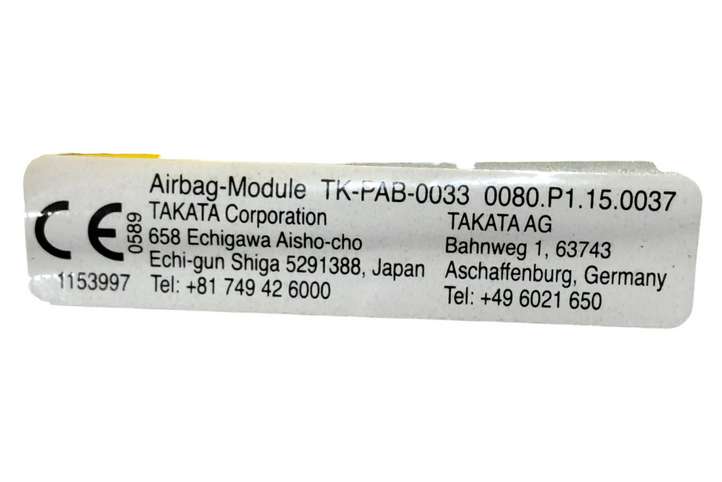 Airbag-Module TK-PAB-0033 0080.P1.15.0037
CE 0589
1153997
TAKATA Corporation
658 Echigawa Aisho-cho
Echi-gun Shiga 5291388, Japan
Tel: +81 749 42 6000
TAKATA AG
Bahnweg 1, 63743
Aschaffenburg, Germany
Tel: +49 6021 650